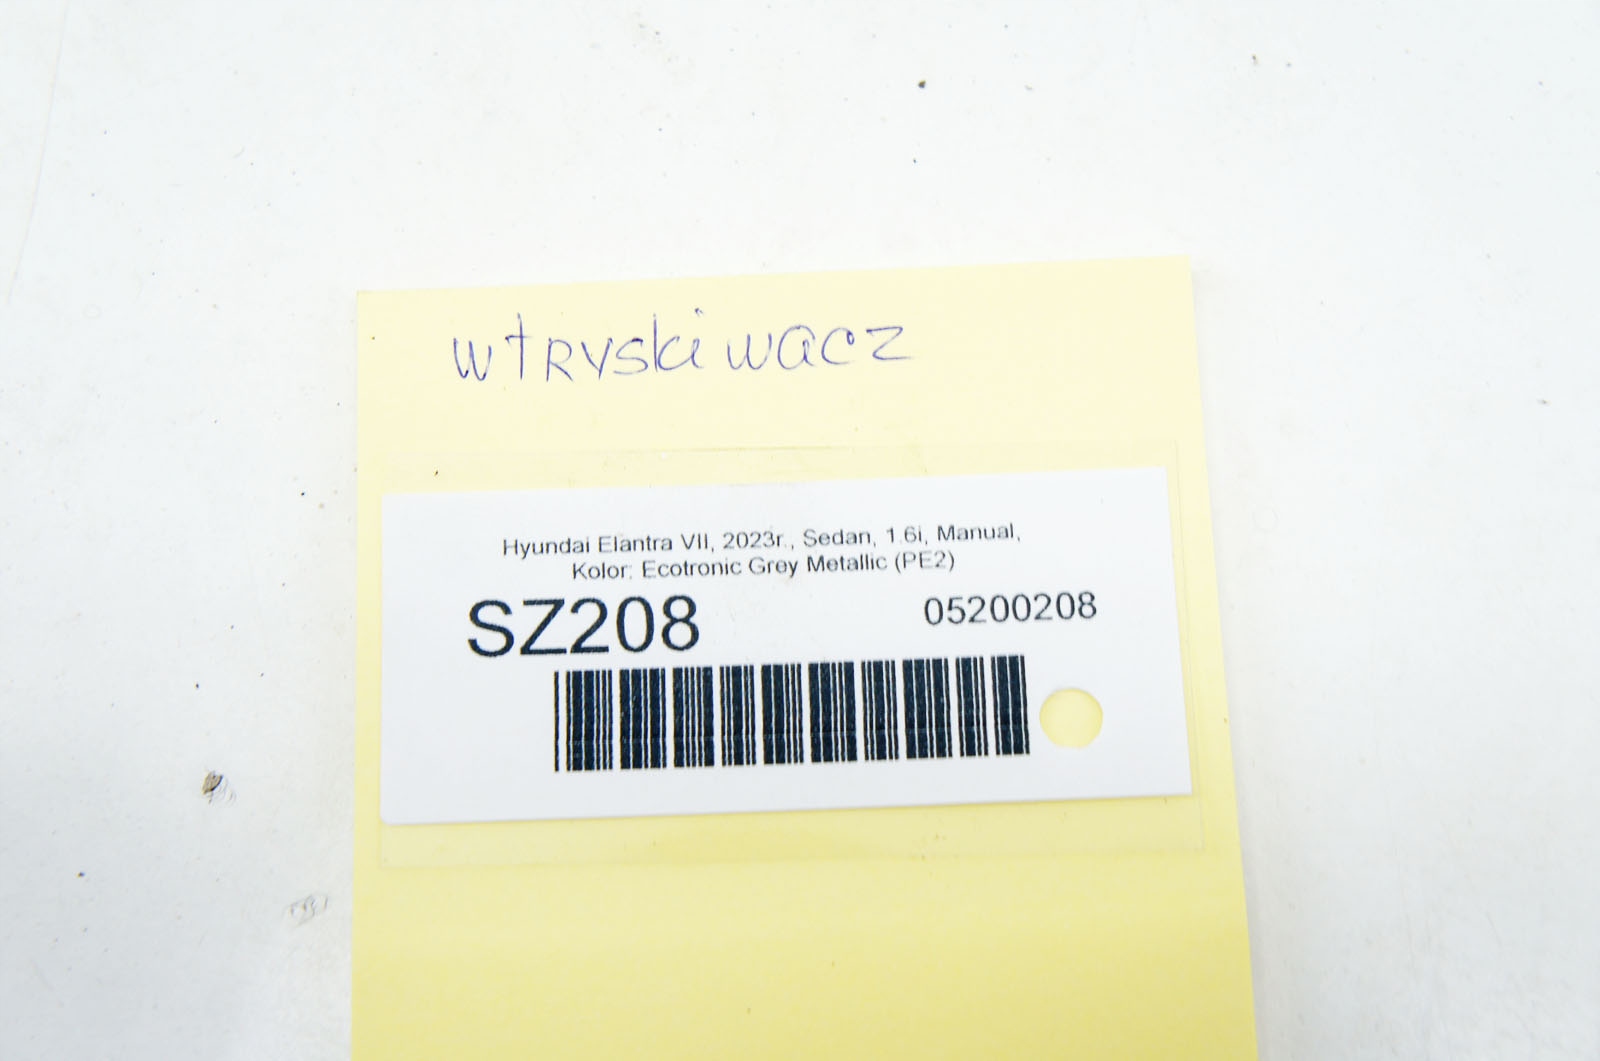 wtRyskiwacz
Hyundai Elantra VII, 2023r., Sedan, 1.6i, Manual,
Kolor: Ecotronic Grey Metallic (PE2)
SZ208
05200208